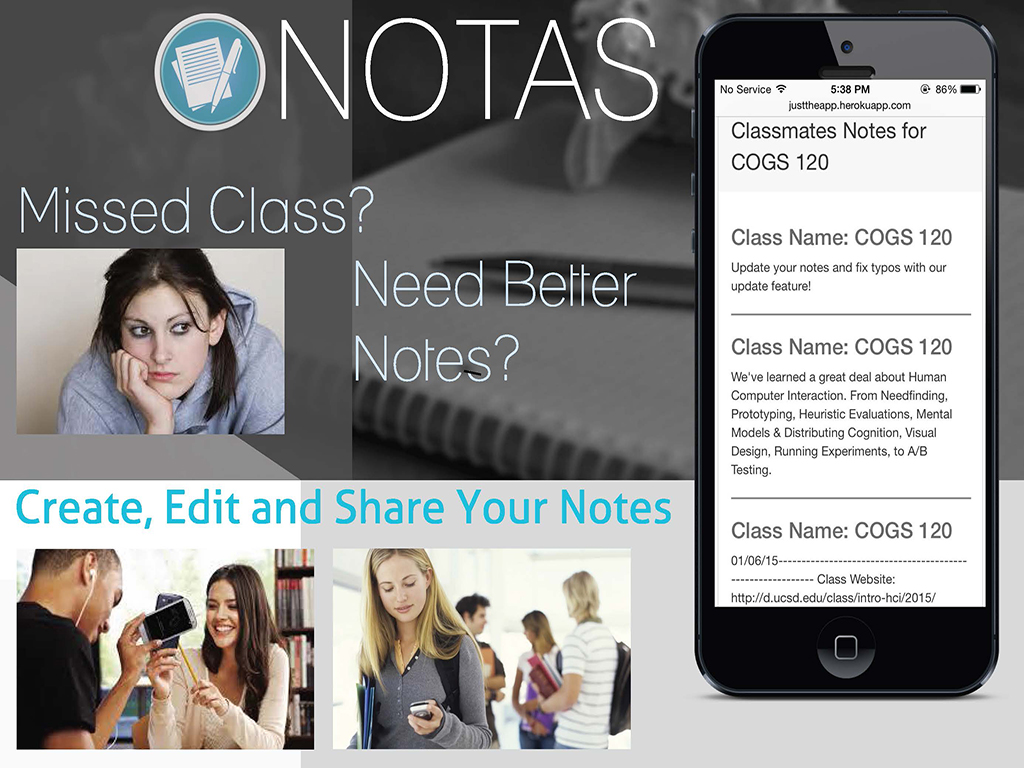 NOTAS
Missed Class?
Need Better
Notes?
Create, Edit and Share Your Notes
No Service 5:38 PM 86%
justtheapp.herokuapp.com
Classmates Notes for
COGS 120
Class Name: COGS 120
Update your notes and fix typos with our
update feature!
Class Name: COGS 120
We've learned a great deal about Human
Computer Interaction. From Needfinding,
Prototyping, Heuristic Evaluations, Mental
Models & Distributing Cognition, Visual
Design, Running Experiments, to A/B
Testing.
Class Name: COGS 120
01/06/15-----------------------------------------
------------------ Class Website:
http://d.ucsd.edu/class/intro-hci/2015/